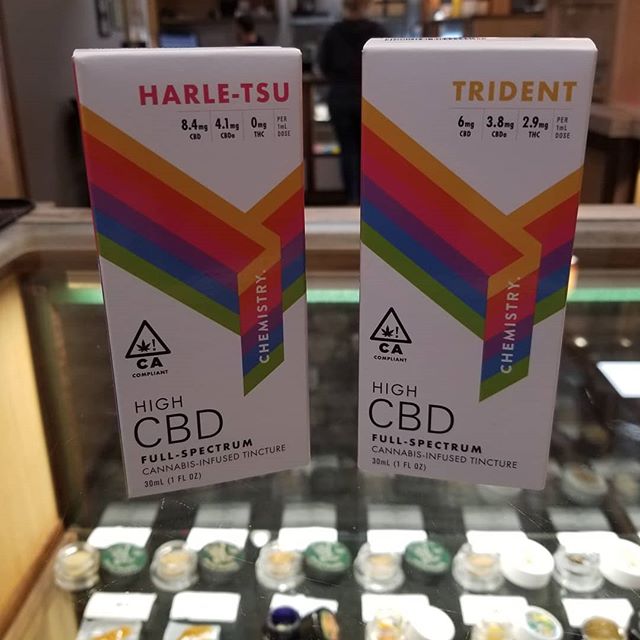 HARLE-TSU
8.4mg CBD
4.1mg CBDa
0mg THC
PER 1mL DOSE
CHEMISTRY.
CA
COMPLIANT
HIGH
CBD
FULL-SPECTRUM
CANNABIS-INFUSED TINCTURE
30mL (1 FL OZ)
TRIDENT
6mg CBD
3.8mg CBDa
2.9mg THC
PER 1mL DOSE
CHEMISTRY.
CA
COMPLIANT
HIGH
CBD
FULL-SPECTRUM
CANNABIS-INFUSED TINCTURE
30mL (1 FL OZ)